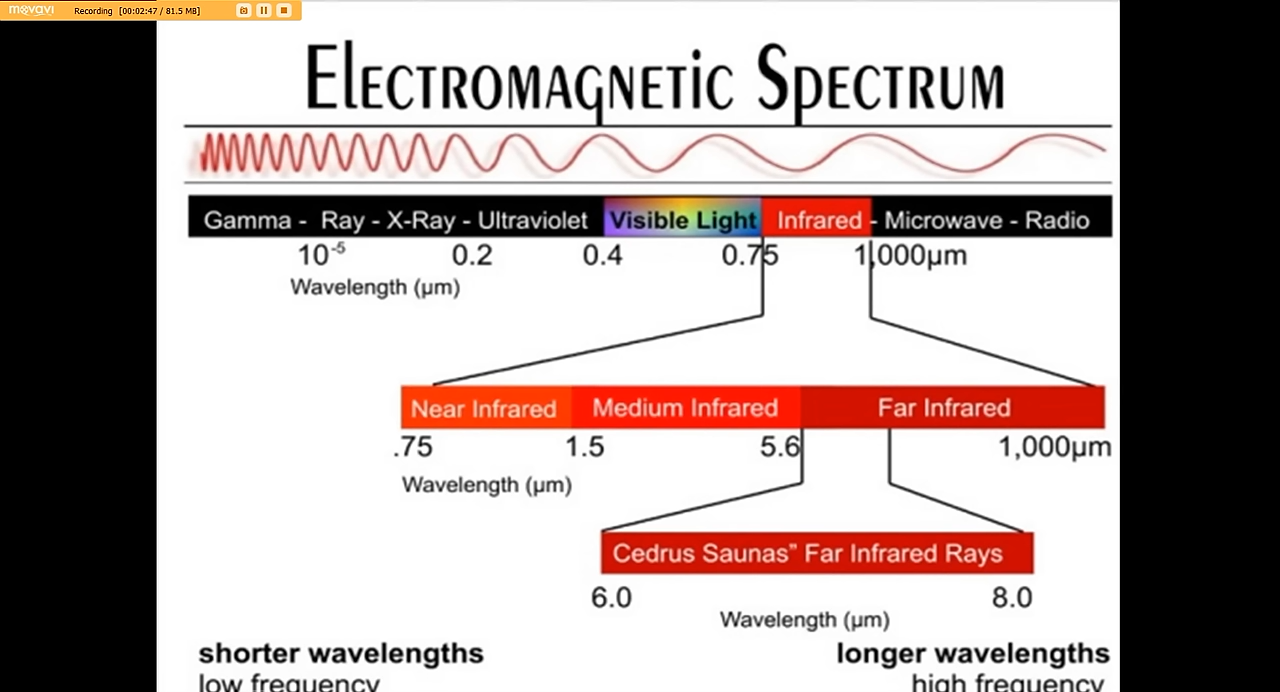 movavi Recording [00:02:47 / 81.5 MB]
Electromagnetic Spectrum
Gamma - Ray - X-Ray - Ultraviolet Visible Light Infrared - Microwave - Radio
10⁻⁵ 0.2 0.4 0.75 1,000µm
Wavelength (µm)
Near Infrared Medium Infrared Far Infrared
.75 1.5 5.6 1,000µm
Wavelength (µm)
Cedrus Saunas” Far Infrared Rays
6.0 8.0
Wavelength (µm)
shorter wavelengths longer wavelengths
low frequency high frequency